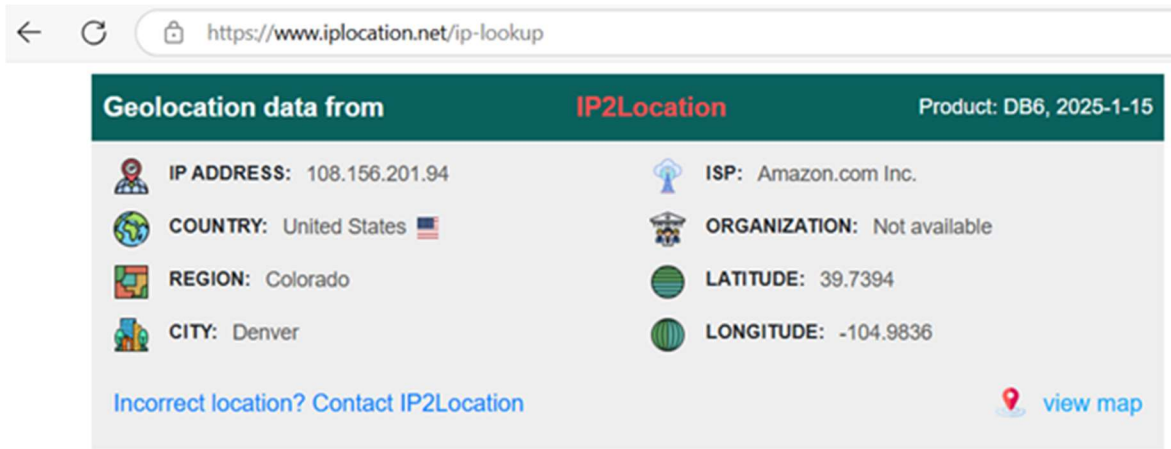 https://www.iplocation.net/ip-lookup
Geolocation data from IP2Location Product: DB6, 2025-1-15
IP ADDRESS: 108.156.201.94 ISP: Amazon.com Inc.
COUNTRY: United States ORGANIZATION: Not available
REGION: Colorado LATITUDE: 39.7394
CITY: Denver LONGITUDE: -104.9836
Incorrect location? Contact IP2Location view map